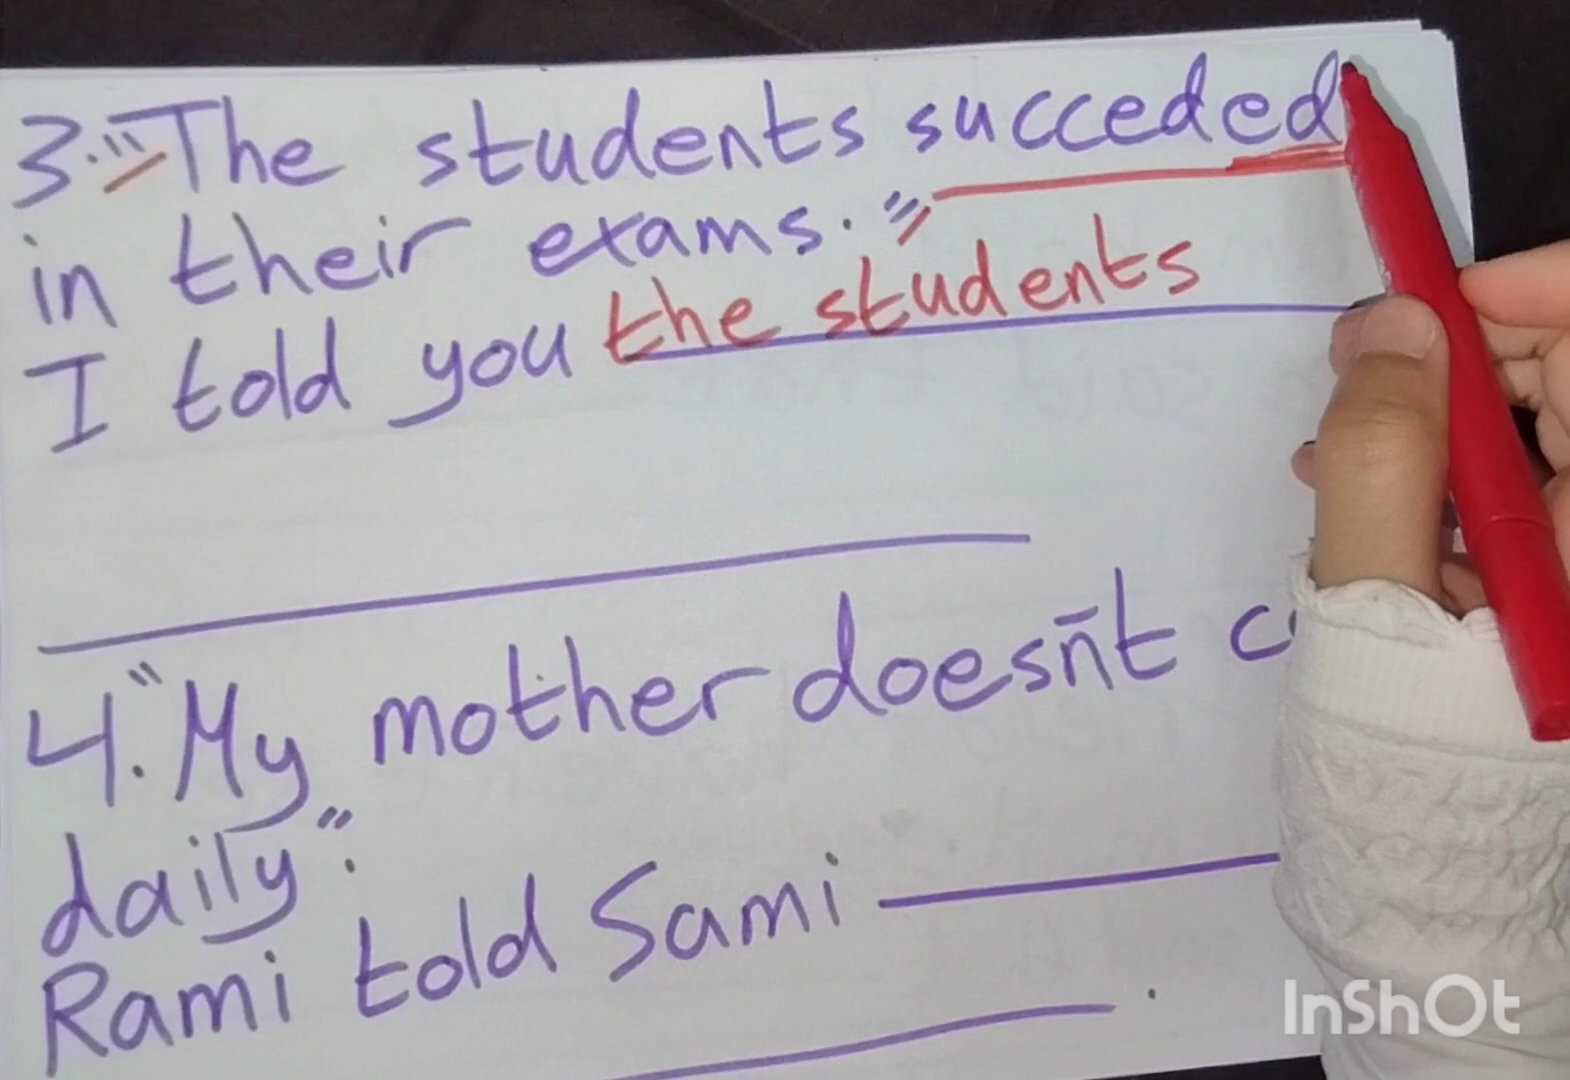 3. "The students succeded
in their exams."
I told you the students
4. "My mother doesn't
daily".
Rami told Sami
.
InShOt